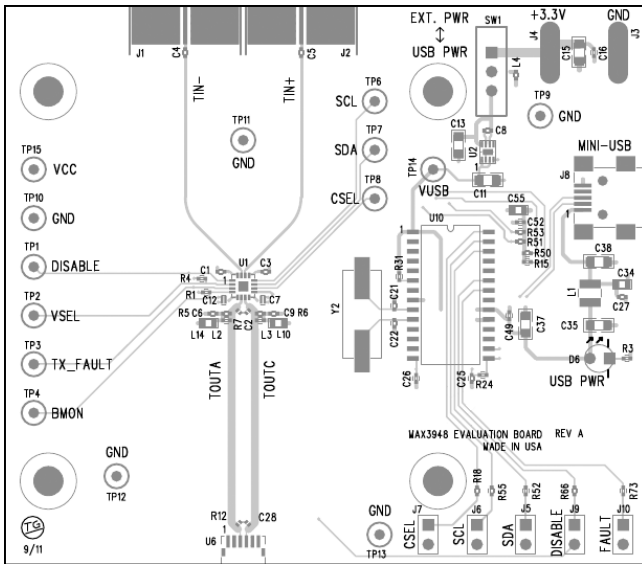 EXT. PWR
SW1
+3.3V
GND
J1
C4
C5
J2
USB PWR
J4
C15
C16
J3
L4
TIN-
TIN+
TP6
SCL
TP9
GND
TP11
GND
TP7
SDA
C13
C8
U2
1
MINI-USB
TP15
VCC
TP8
CSEL
TP14
VUSB
C11
J8
1
TP10
GND
U10
C55
C52
R53
R51
R50
R15
TP1
DISABLE
U1
C1
C3
R4
1
R1
C12
C7
1
R31
C38
C34
L1
C27
TP2
VSEL
R5
C6
R7
C2
C9
R6
L14
L2
L3
L10
Y2
C21
C22
C49
C37
C35
TP3
TX_FAULT
TOUTA
TOUTC
C26
C25
R24
D6
R3
USB PWR
TP4
BMON
MAX3948 EVALUATION BOARD REV A
MADE IN USA
GND
TP12
R18
R55
R52
R66
R73
TG
9/11
R12
C28
1
U6
GND
TP13
J7
CSEL
J6
SCL
J5
SDA
J9
DISABLE
J10
FAULT